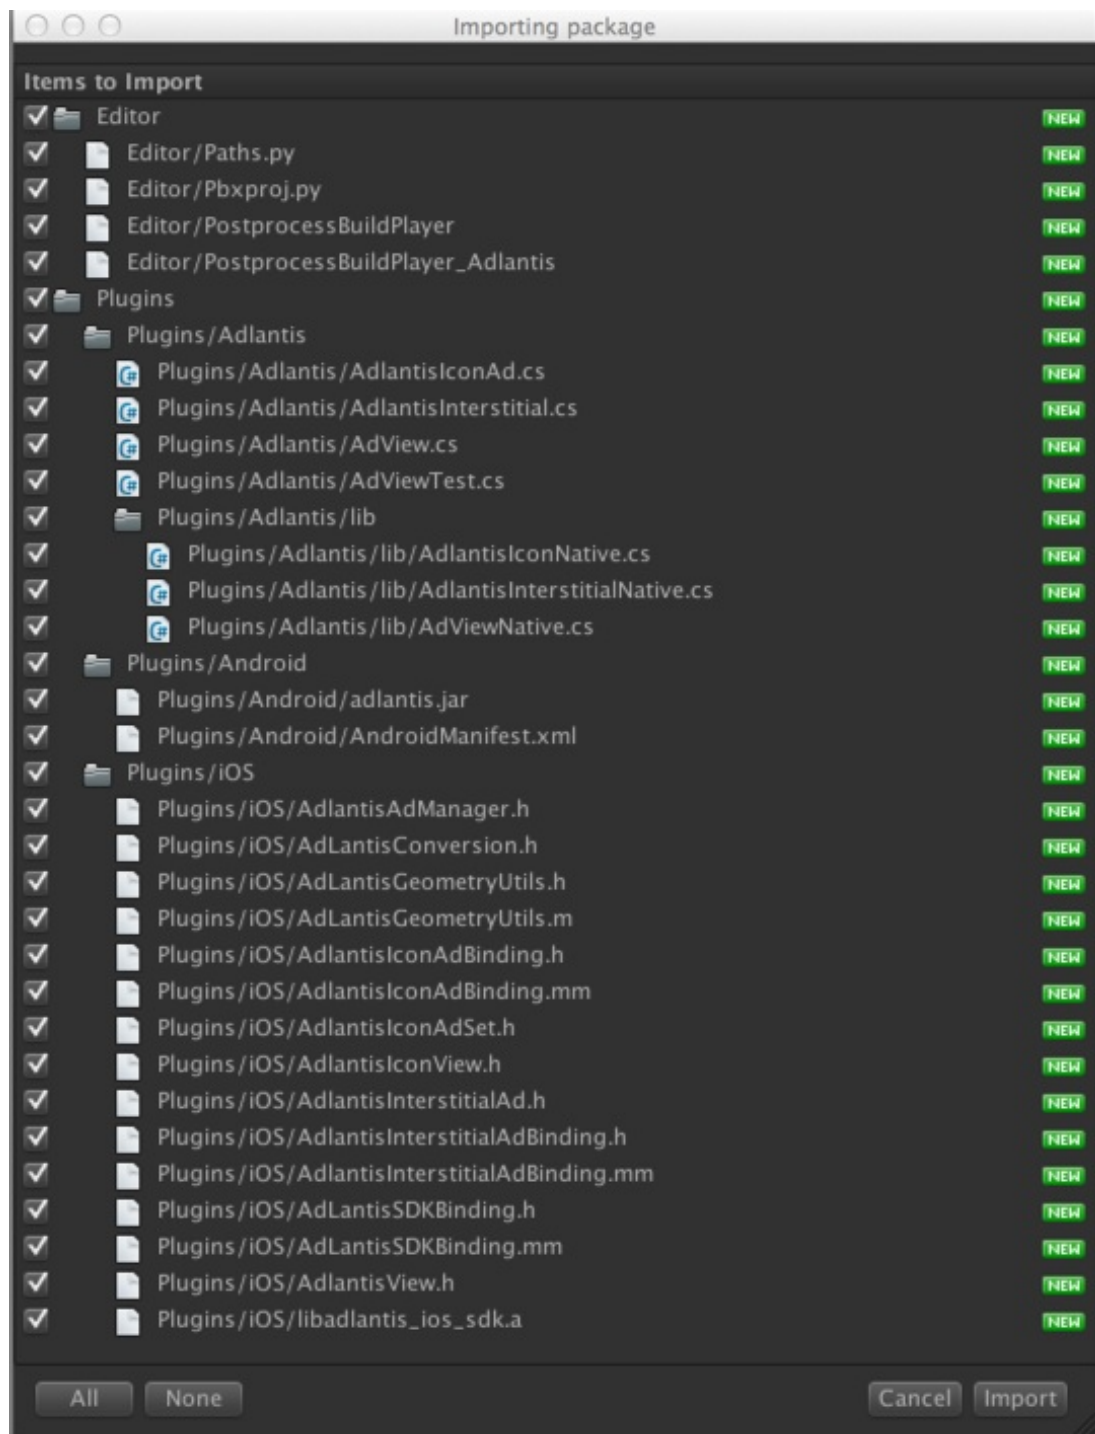 Importing package
Items to Import
Editor NEW
Editor/Paths.py NEW
Editor/Pbxproj.py NEW
Editor/PostprocessBuildPlayer NEW
Editor/PostprocessBuildPlayer_Adlantis NEW
Plugins NEW
Plugins/Adlantis NEW
Plugins/Adlantis/AdlantisIconAd.cs NEW
Plugins/Adlantis/AdlantisInterstitial.cs NEW
Plugins/Adlantis/AdView.cs NEW
Plugins/Adlantis/AdViewTest.cs NEW
Plugins/Adlantis/lib NEW
Plugins/Adlantis/lib/AdlantisIconNative.cs NEW
Plugins/Adlantis/lib/AdlantisInterstitialNative.cs NEW
Plugins/Adlantis/lib/AdViewNative.cs NEW
Plugins/Android NEW
Plugins/Android/adlantis.jar NEW
Plugins/Android/AndroidManifest.xml NEW
Plugins/iOS NEW
Plugins/iOS/AdlantisAdManager.h NEW
Plugins/iOS/AdLantisConversion.h NEW
Plugins/iOS/AdLantisGeometryUtils.h NEW
Plugins/iOS/AdLantisGeometryUtils.m NEW
Plugins/iOS/AdlantisIconAdBinding.h NEW
Plugins/iOS/AdlantisIconAdBinding.mm NEW
Plugins/iOS/AdlantisIconAdSet.h NEW
Plugins/iOS/AdlantisIconView.h NEW
Plugins/iOS/AdlantisInterstitialAd.h NEW
Plugins/iOS/AdlantisInterstitialAdBinding.h NEW
Plugins/iOS/AdlantisInterstitialAdBinding.mm NEW
Plugins/iOS/AdLantisSDKBinding.h NEW
Plugins/iOS/AdLantisSDKBinding.mm NEW
Plugins/iOS/AdlantisView.h NEW
Plugins/iOS/libadlantis_ios_sdk.a NEW
All None Cancel Import